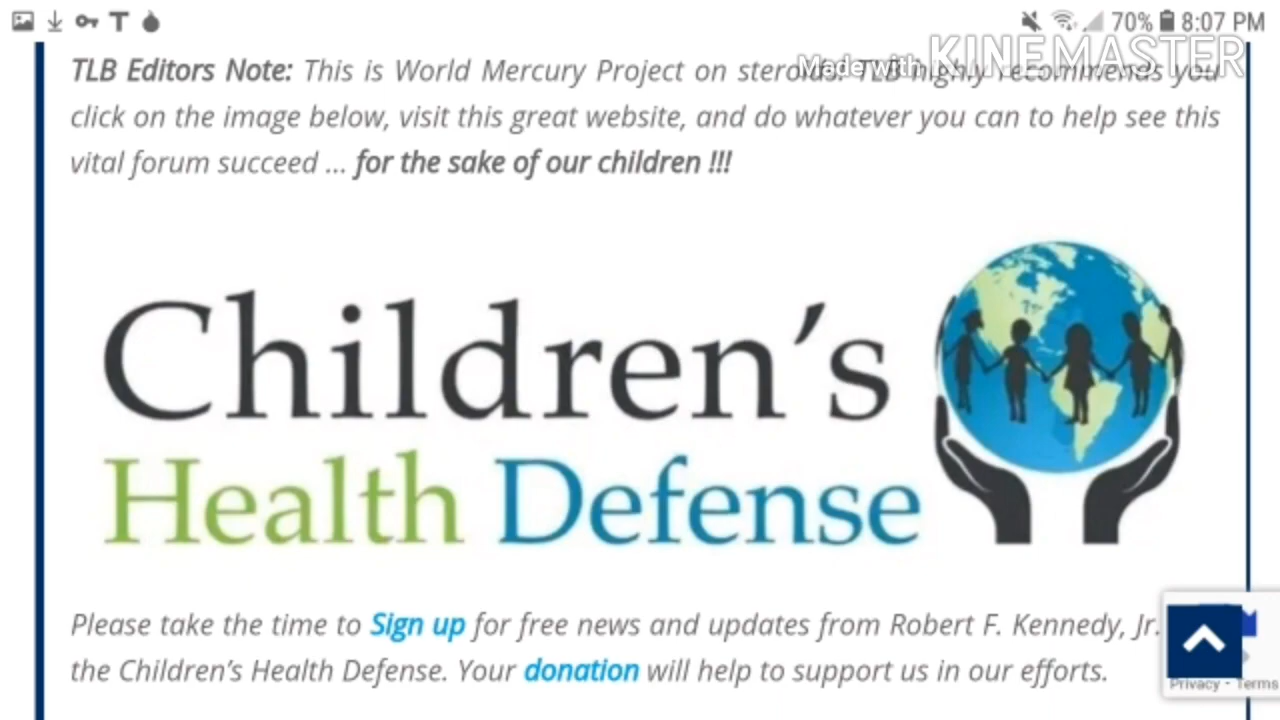 70% 8:07 PM
Made with KINEMASTER
TLB Editors Note: This is World Mercury Project on steroids! TLB highly recommends you
click on the image below, visit this great website, and do whatever you can to help see this
vital forum succeed ... for the sake of our children !!!
Children's
Health Defense
Please take the time to Sign up for free news and updates from Robert F. Kennedy, Jr.
the Children's Health Defense. Your donation will help to support us in our efforts.
Privacy - Terms